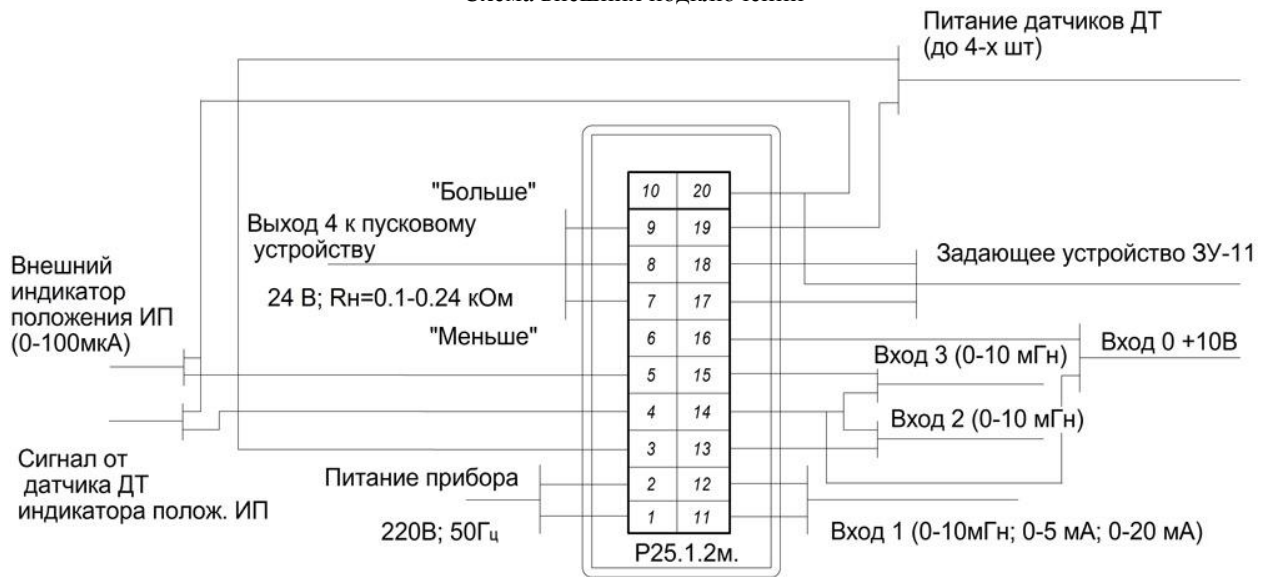 Схема внешних подключений
Питание датчиков ДТ
(до 4-х шт)
"Больше"
Выход 4 к пусковому
устройству
24 В; Rн=0.1-0.24 кОм
"Меньше"
Внешний
индикатор
положения ИП
(0-100мкА)
Сигнал от
датчика ДТ
индикатора полож. ИП
Питание прибора
220В; 50Гц
10 20
9 19
8 18
7 17
6 16
5 15
4 14
3 13
2 12
1 11
Р25.1.2м.
Задающее устройство ЗУ-11
Вход 0 +10В
Вход 3 (0-10 мГн)
Вход 2 (0-10 мГн)
Вход 1 (0-10мГн; 0-5 мА; 0-20 мА)